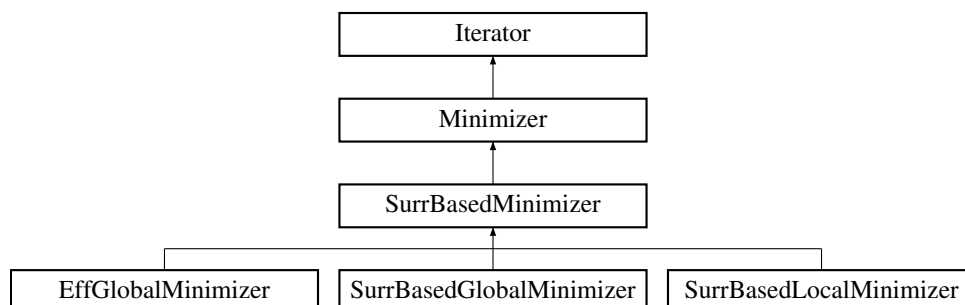 Iterator
Minimizer
SurrBasedMinimizer
EffGlobalMinimizer SurrBasedGlobalMinimizer SurrBasedLocalMinimizer